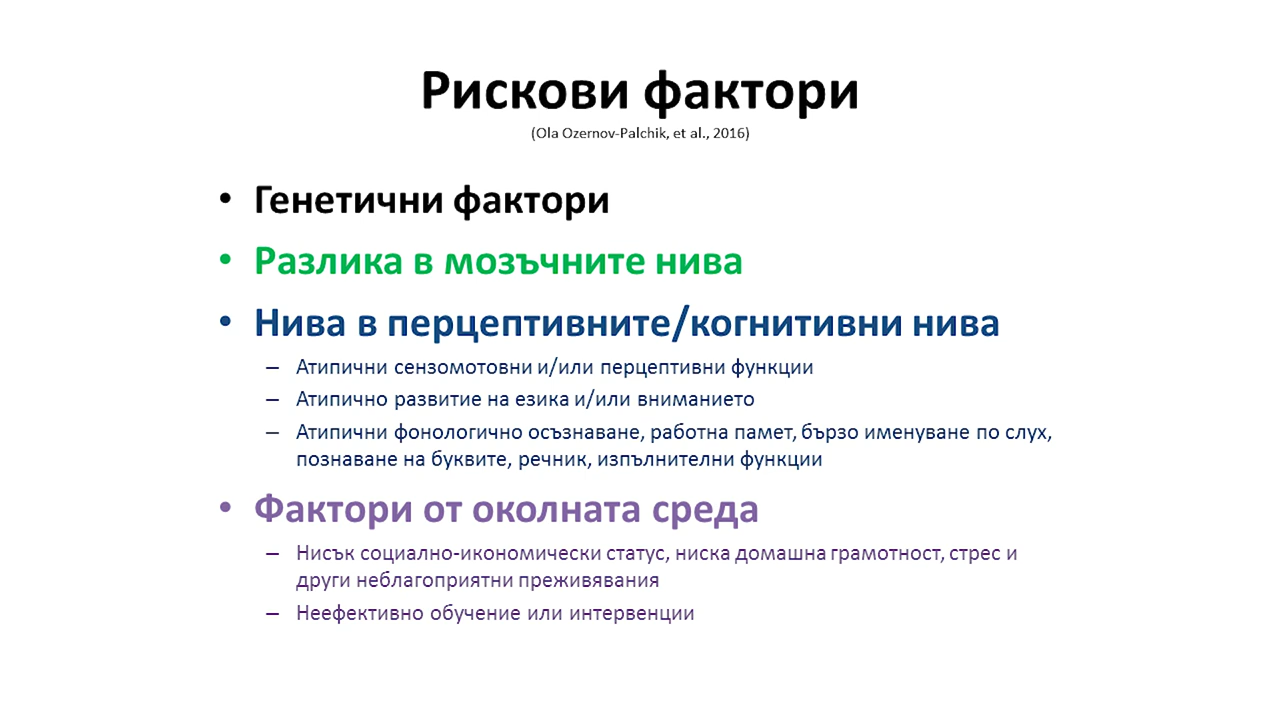 Рискови фактори
(Ola Ozernov-Palchik, et al., 2016)
• Генетични фактори
• Разлика в мозъчните нива
• Нива в перцептивните/когнитивни нива
– Атипични сензомотовни и/или перцептивни функции
– Атипично развитие на езика и/или вниманието
– Атипични фонологично осъзнаване, работна памет, бързо именуване по слух,
познаване на буквите, речник, изпълнителни функции
• Фактори от околната среда
– Нисък социално-икономически статус, ниска домашна грамотност, стрес и
други неблагоприятни преживявания
– Неефективно обучение или интервенции